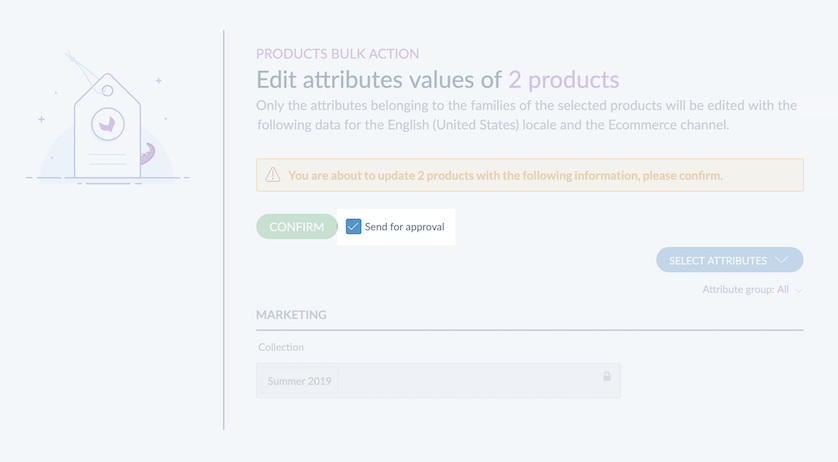 PRODUCTS BULK ACTION
Edit attributes values of 2 products
Only the attributes belonging to the families of the selected products will be edited with the
following data for the English (United States) locale and the Ecommerce channel.
You are about to update 2 products with the following information, please confirm.
CONFIRM Send for approval
SELECT ATTRIBUTES
Attribute group: All
MARKETING
Collection
Summer 2019